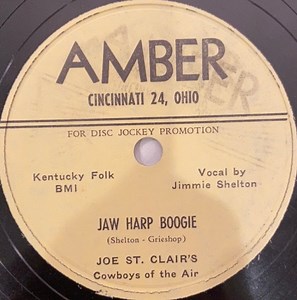 AMBER
CINCINNATI 24, OHIO
FOR DISC JOCKEY PROMOTION
Kentucky Folk
BMI
Vocal by
Jimmie Shelton
JAW HARP BOOGIE
(Shelton - Grieshop)
JOE ST. CLAIR'S
Cowboys of the Air